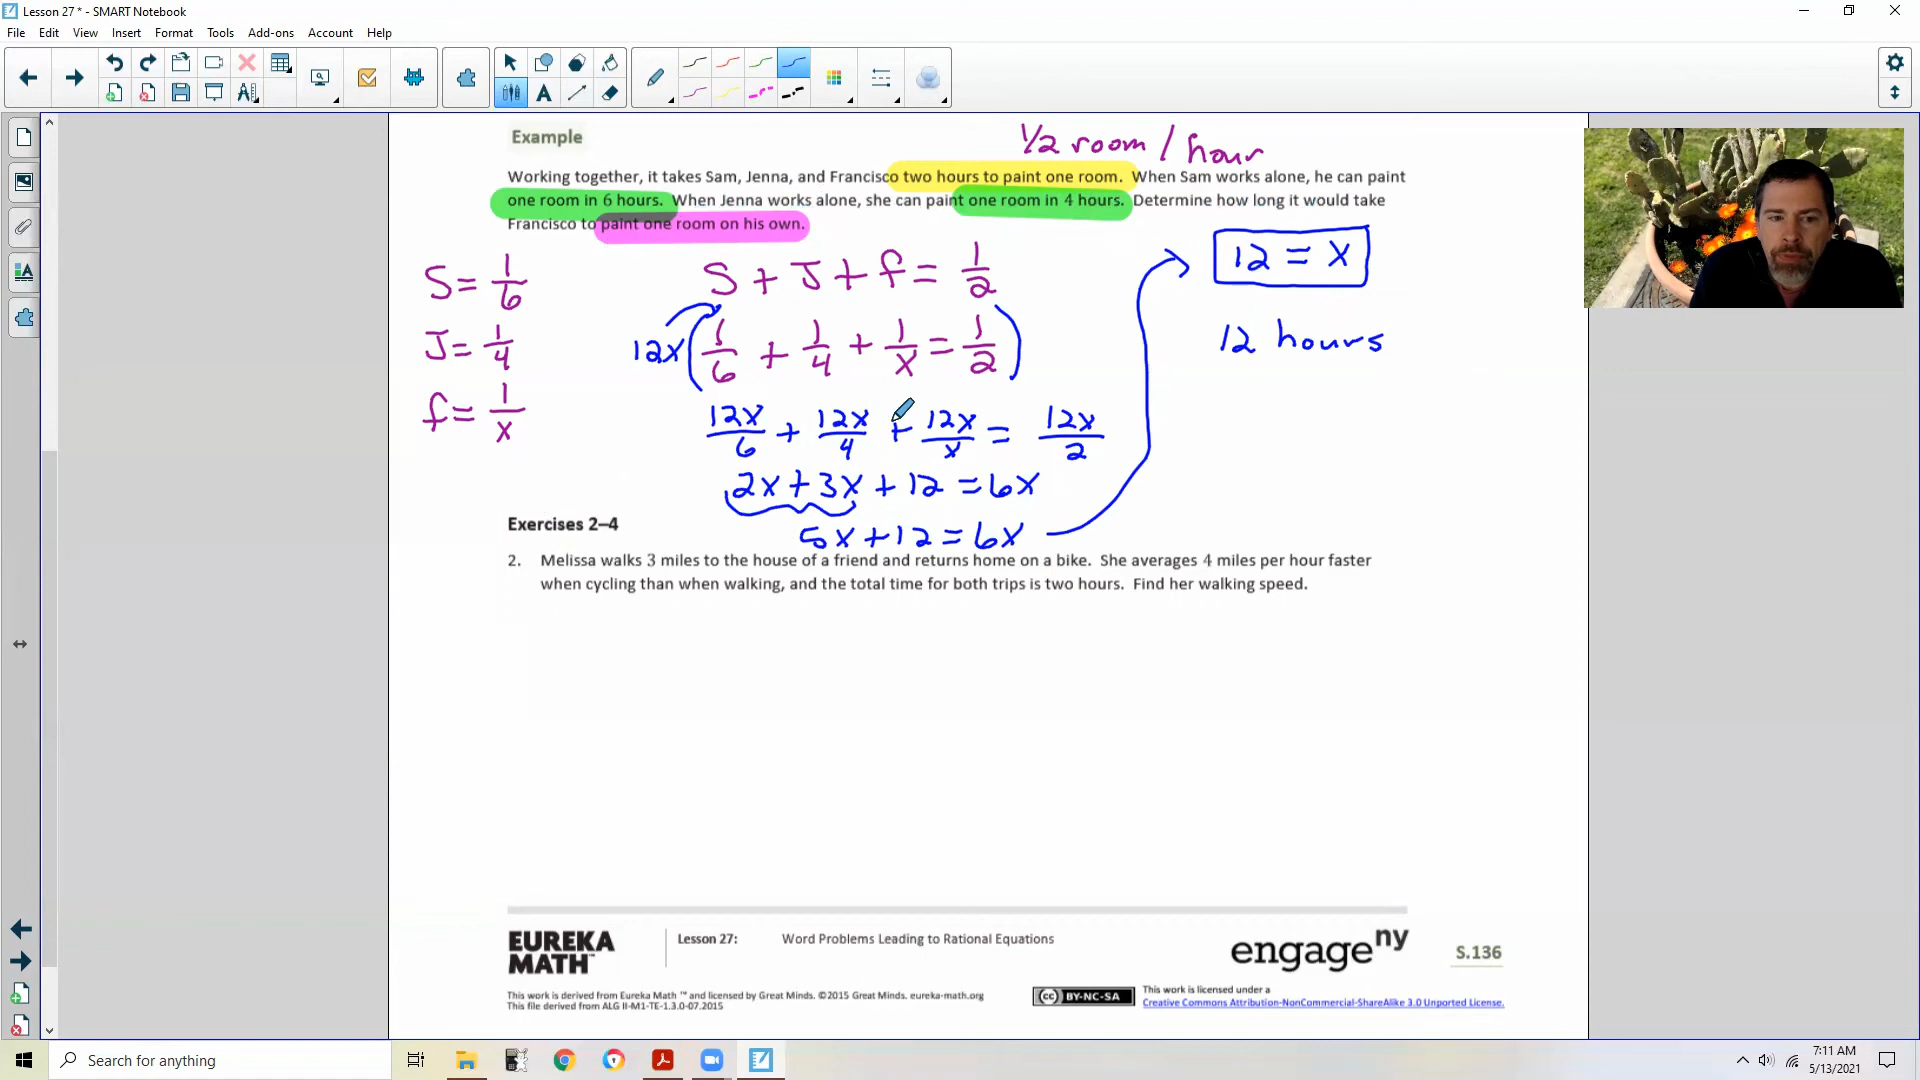 Lesson 27 * - SMART Notebook
File Edit View Insert Format Tools Add-ons Account Help
Example
1/2 room / hour
Working together, it takes Sam, Jenna, and Francisco two hours to paint one room. When Sam works alone, he can paint
one room in 6 hours. When Jenna works alone, she can paint one room in 4 hours. Determine how long it would take
Francisco to paint one room on his own.
S = 1/6
J = 1/4
f = 1/x
S + J + f = 1/2
12x ( 1/6 + 1/4 + 1/x = 1/2 )
12x/6 + 12x/4 + 12x/x = 12x/2
2x + 3x + 12 = 6x
5x + 12 = 6x
12 = x
12 hours
Exercises 2–4
2. Melissa walks 3 miles to the house of a friend and returns home on a bike. She averages 4 miles per hour faster
when cycling than when walking, and the total time for both trips is two hours. Find her walking speed.
EUREKA
MATH™
Lesson 27: Word Problems Leading to Rational Equations
engage ny
S.136
This work is derived from Eureka Math ™ and licensed by Great Minds. ©2015 Great Minds. eureka-math.org
This file derived from ALG II-M1-TE-1.3.0-07.2015
cc BY-NC-SA
This work is licensed under a
Creative Commons Attribution-NonCommercial-ShareAlike 3.0 Unported License.
Search for anything
7:11 AM
5/13/2021